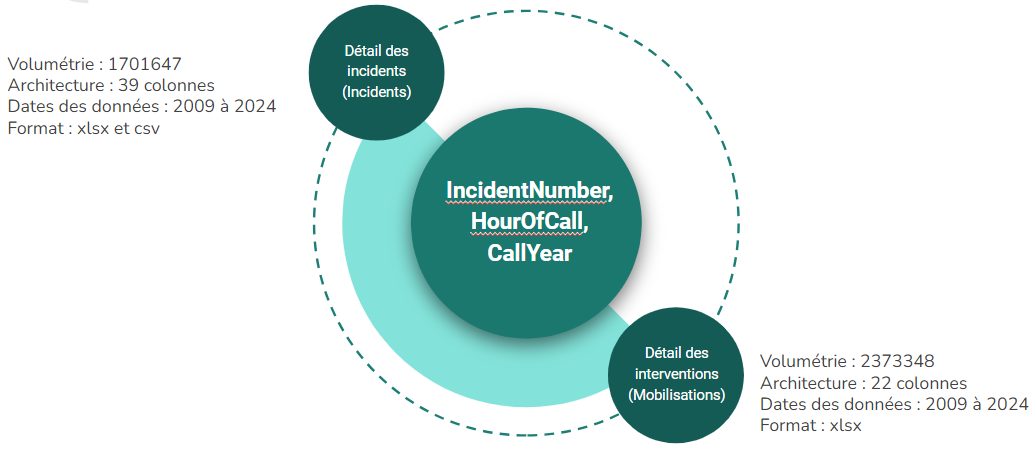 Détail des
incidents
(Incidents)
Volumétrie : 1701647
Architecture : 39 colonnes
Dates des données : 2009 à 2024
Format : xlsx et csv
IncidentNumber,
HourOfCall,
CallYear
Détail des
interventions
(Mobilisations)
Volumétrie : 2373348
Architecture : 22 colonnes
Dates des données : 2009 à 2024
Format : xlsx